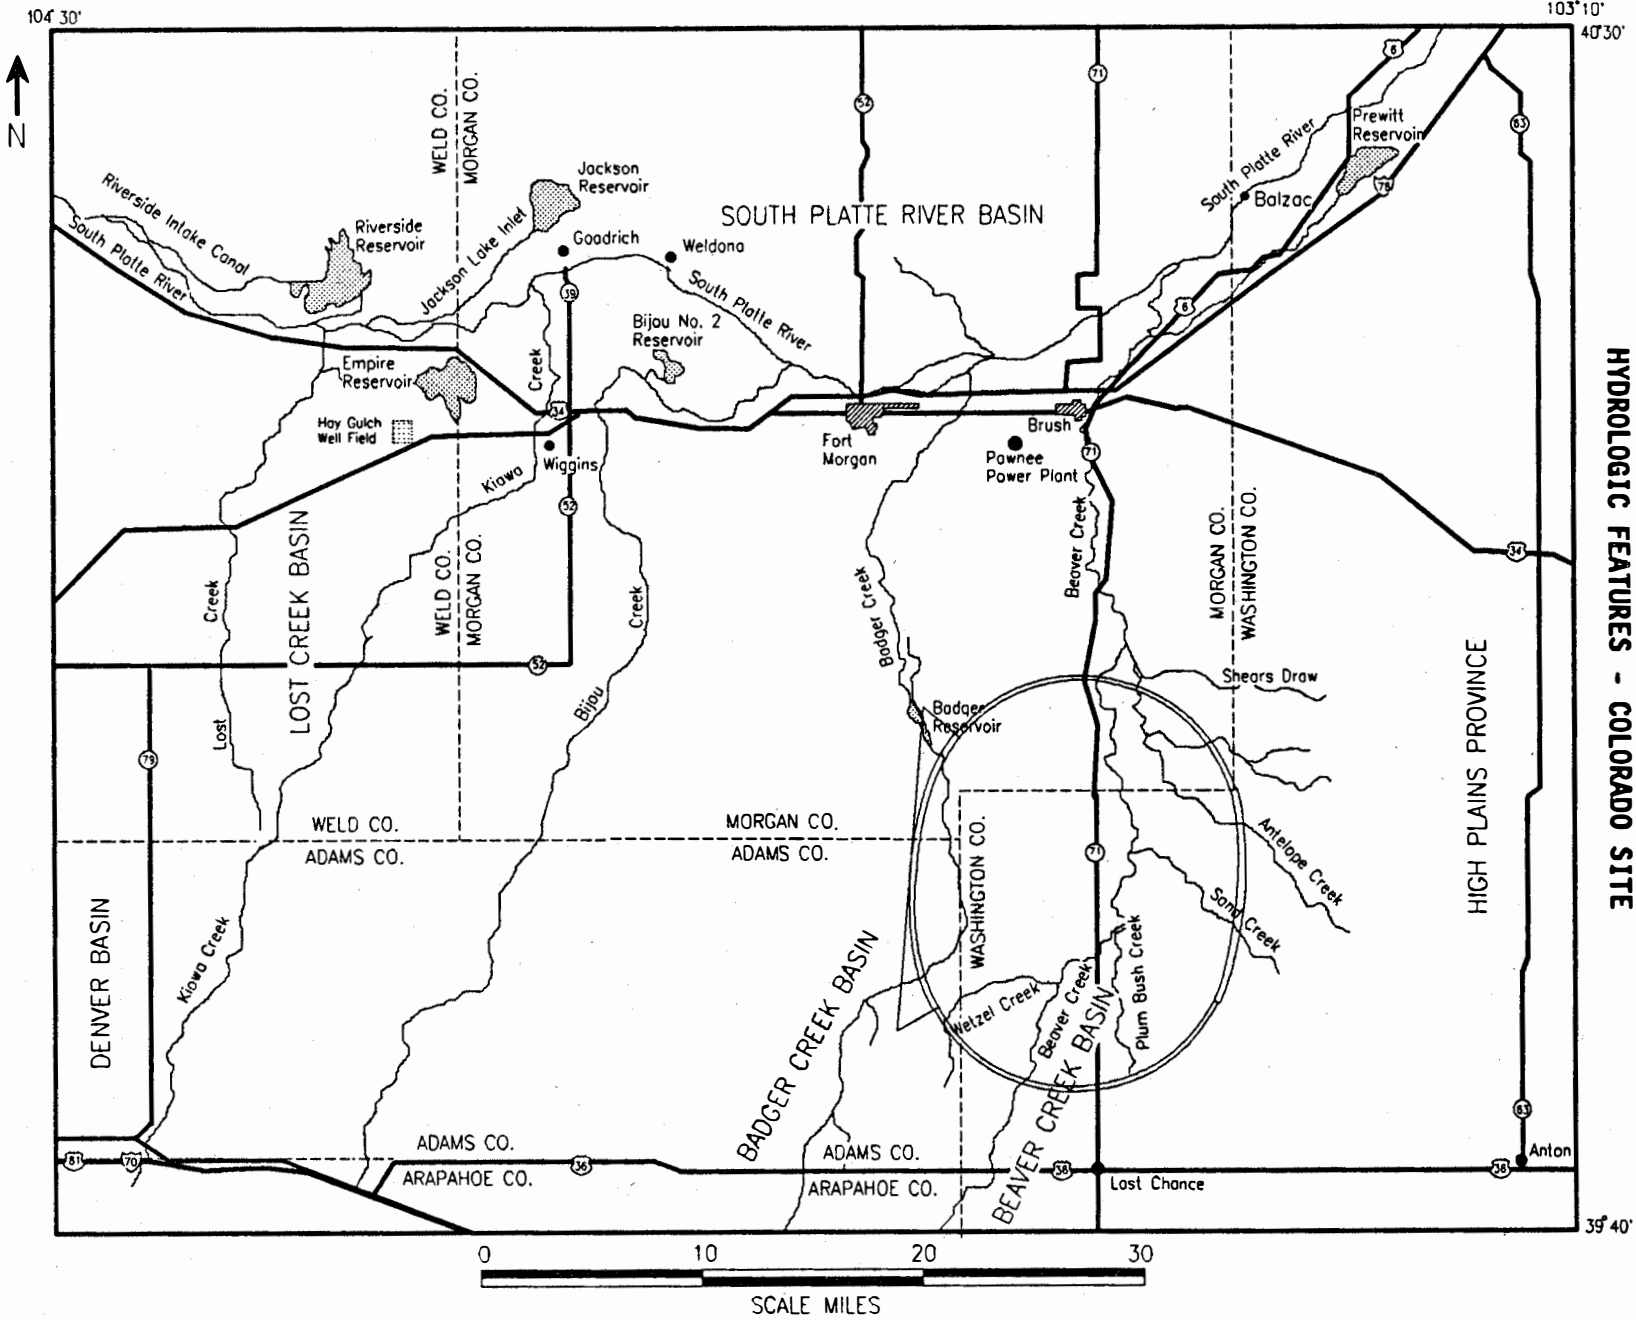 104° 30'
103° 10'
40°30'
N
WELD CO.
MORGAN CO.
52
71
6
83
Prewitt
Reservoir
South Platte River
78
Balzac
Jackson
Reservoir
Riverside Intake Canal
South Platte River
Riverside
Reservoir
Jackson Lake Inlet
Goodrich
Weldona
SOUTH PLATTE RIVER BASIN
39
South Platte River
Bijou No. 2
Reservoir
6
Empire
Reservoir
Creek
34
Hay Gulch
Well Field
Wiggins
Kiowa
52
Fort
Morgan
Brush
Pawnee
Power Plant
71
Beaver Creek
MORGAN CO.
WASHINGTON CO.
34
HYDROLOGIC FEATURES - COLORADO SITE
LOST CREEK BASIN
WELD CO.
MORGAN CO.
Creek
Lost
Creek
Bijou
Badger Creek
52
79
Shears Draw
Badger
Reservoir
HIGH PLAINS PROVINCE
WELD CO.
ADAMS CO.
MORGAN CO.
ADAMS CO.
WASHINGTON CO.
71
Antelope Creek
Sand Creek
DENVER BASIN
Kiowa Creek
BADGER CREEK BASIN
Wetzel Creek
Beaver Creek
Plum Bush Creek
BEAVER CREEK BASIN
83
ADAMS CO.
ARAPAHOE CO.
81
70
36
ADAMS CO.
ARAPAHOE CO.
36
Last Chance
36
Anton
39°40'
0 10 20 30
SCALE MILES